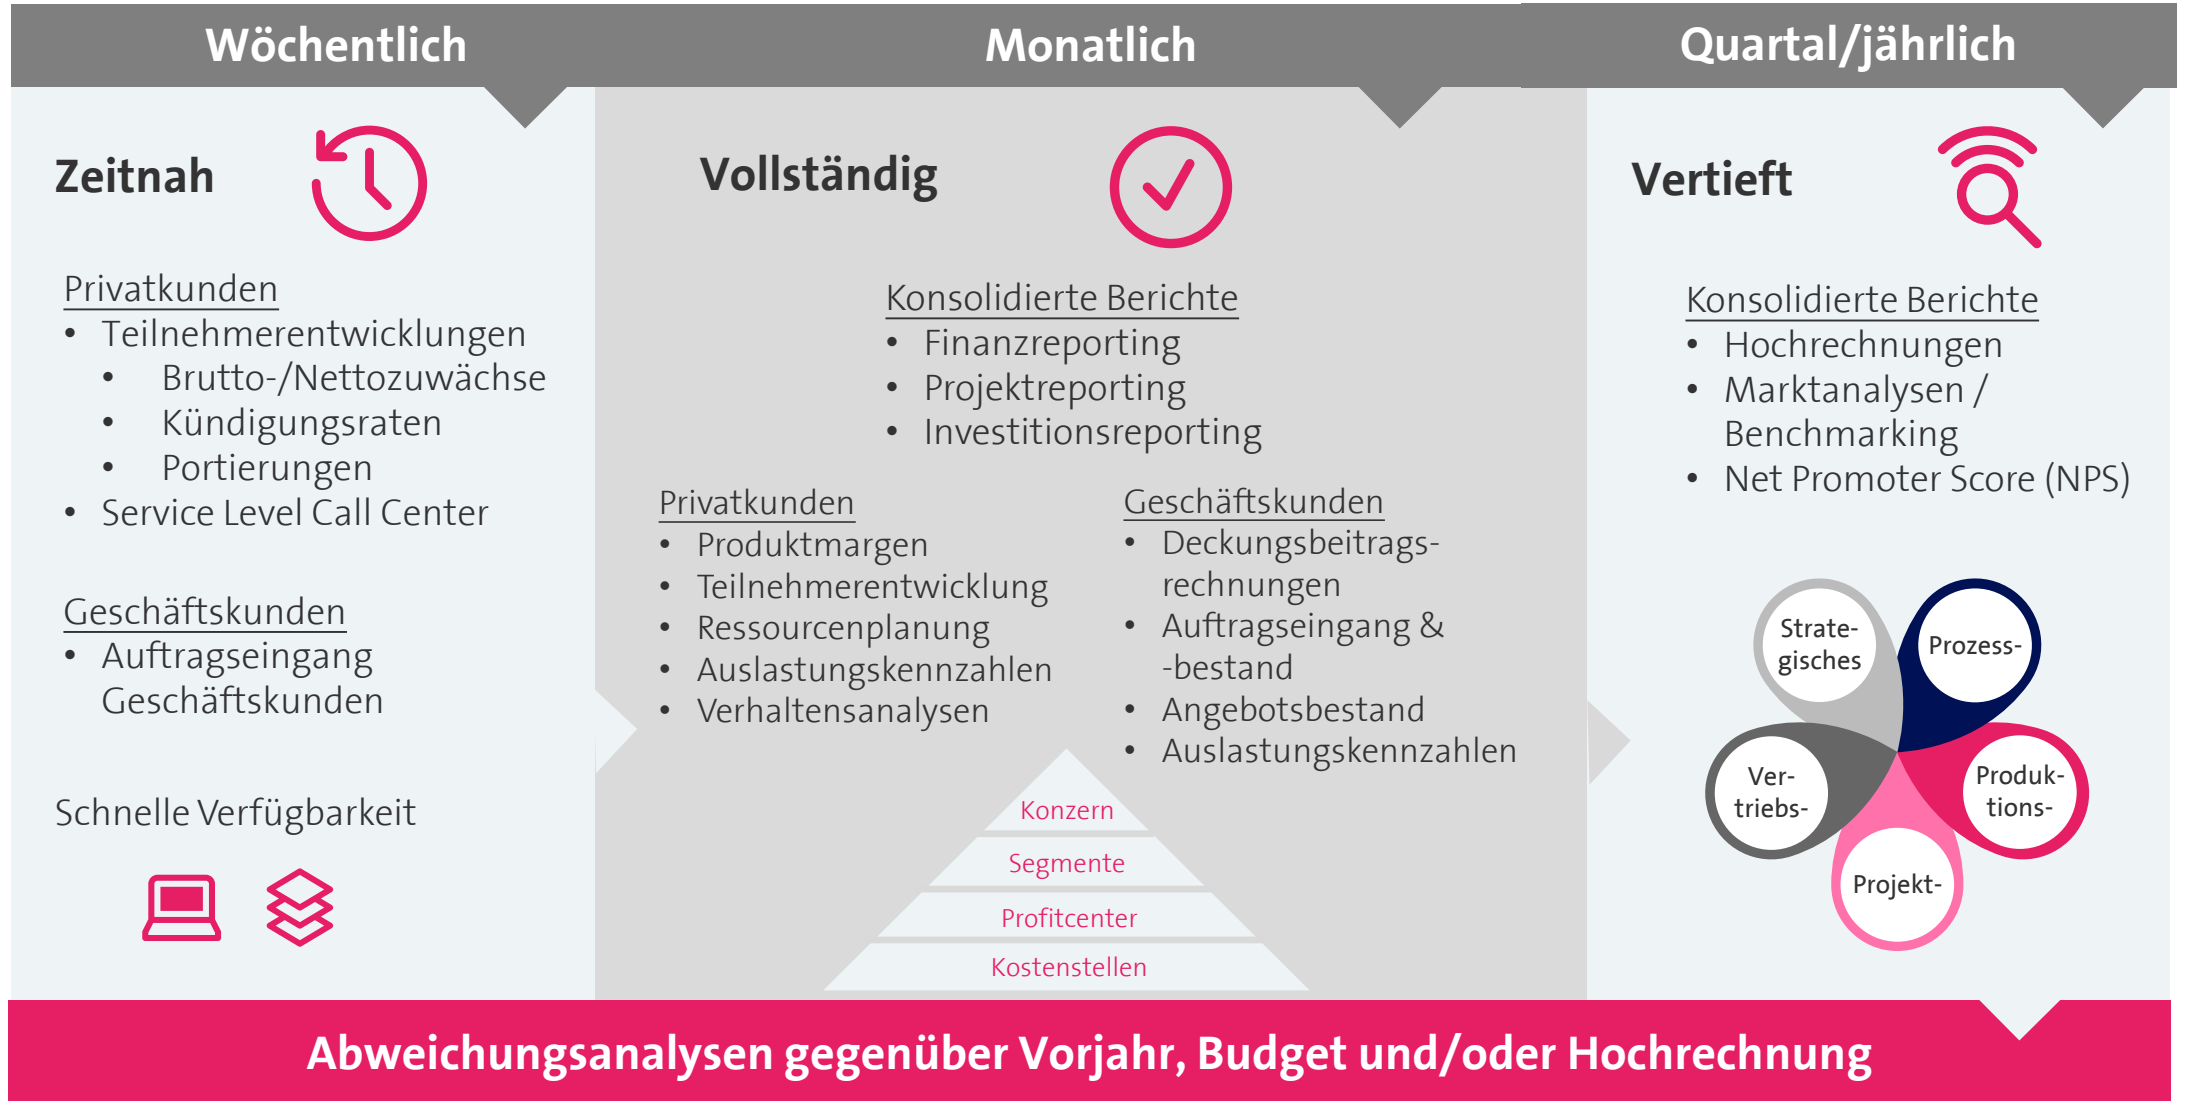 Wöchentlich
Monatlich
Quartal/jährlich
Zeitnah
Privatkunden
• Teilnehmerentwicklungen
• Brutto-/Nettozuwächse
• Kündigungsraten
• Portierungen
• Service Level Call Center
Geschäftskunden
• Auftragseingang
Geschäftskunden
Schnelle Verfügbarkeit
Vollständig
Konsolidierte Berichte
• Finanzreporting
• Projektreporting
• Investitionsreporting
Privatkunden
• Produktmargen
• Teilnehmerentwicklung
• Ressourcenplanung
• Auslastungskennzahlen
• Verhaltensanalysen
Geschäftskunden
• Deckungsbeitrags-
rechnungen
• Auftragseingang &
-bestand
• Angebotsbestand
• Auslastungskennzahlen
Konzern
Segmente
Profitcenter
Kostenstellen
Vertieft
Konsolidierte Berichte
• Hochrechnungen
• Marktanalysen /
Benchmarking
• Net Promoter Score (NPS)
Strate-
gisches
Prozess-
Ver-
triebs-
Produk-
tions-
Projekt-
Abweichungsanalysen gegenüber Vorjahr, Budget und/oder Hochrechnung